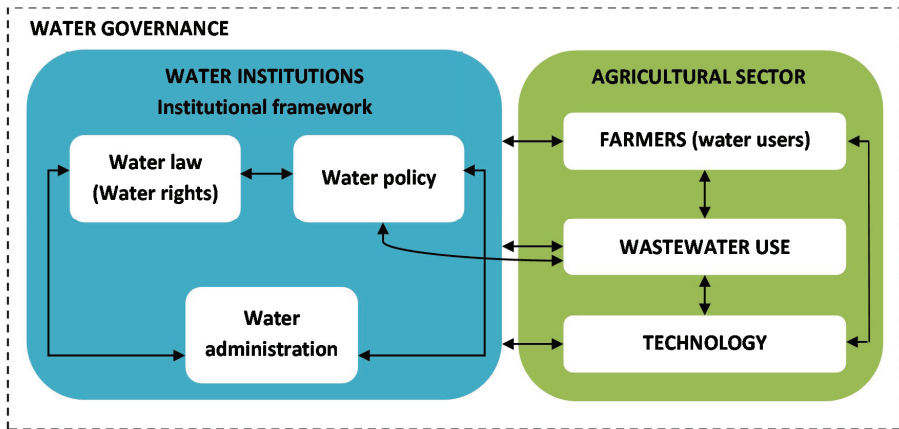 WATER GOVERNANCE
WATER INSTITUTIONS
Institutional framework
Water law
(Water rights)
Water policy
Water
administration
AGRICULTURAL SECTOR
FARMERS (water users)
WASTEWATER USE
TECHNOLOGY